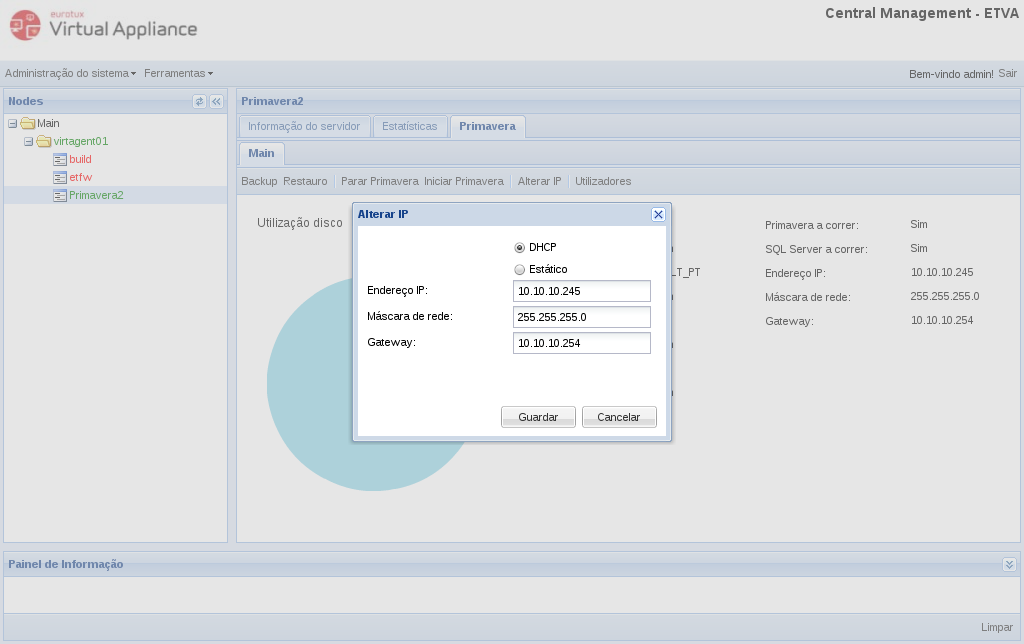 eurotux
Virtual Appliance
Central Management - ETVA
Administração do sistema Ferramentas
Bem-vindo admin! Sair
Nodes
Main
virtagent01
build
etfw
Primavera2
Primavera2
Informação do servidor Estatísticas Primavera
Main
Backup Restauro Parar Primavera Iniciar Primavera Alterar IP Utilizadores
Utilização disco
LT_PT
Alterar IP
DHCP
Estático
Endereço IP: 10.10.10.245
Máscara de rede: 255.255.255.0
Gateway: 10.10.10.254
Guardar Cancelar
Primavera a correr: Sim
SQL Server a correr: Sim
Endereço IP: 10.10.10.245
Máscara de rede: 255.255.255.0
Gateway: 10.10.10.254
Painel de Informação
Limpar